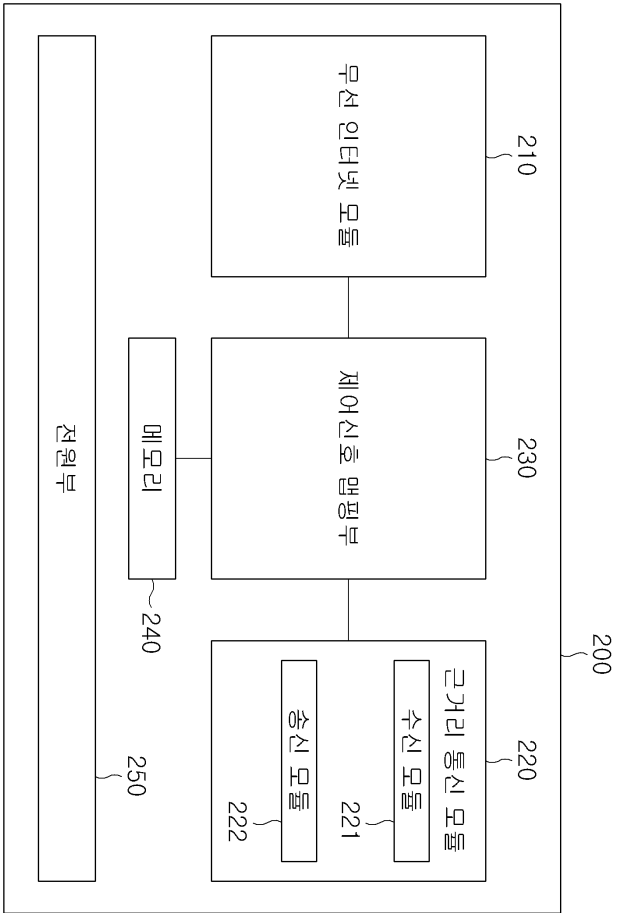 200
210
무선 인터넷 모듈
230
제어신호 맵핑부
220
근거리 통신 모듈
수신 모듈
221
송신 모듈
222
메모리
240
전원부
250